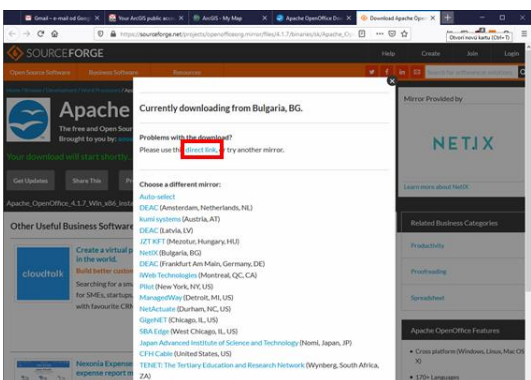 Gmail - e-mail od Googl
Your ArcGIS public accou
ArcGIS - My Map
Apache OpenOffice Dow
Download Apache Open
Otvoriť novú kartu (Ctrl+T)
https://sourceforge.net/projects/openofficeorg.mirror/files/4.1.7/binaries/sk/Apache_Op
SOURCEFORGE
Help
Create
Join
Login
Open Source Software
Business Software
Resources
Currently downloading from Bulgaria, BG.
Problems with the download?
Please use this direct link, or try another mirror.
Choose a different mirror:
Auto-select
DEAC (Amsterdam, Netherlands, NL)
kumi systems (Austria, AT)
DEAC (Latvia, LV)
JZT KFT (Mezotur, Hungary, HU)
NetIX (Bulgaria, BG)
DEAC (Frankfurt Am Main, Germany, DE)
iWeb Technologies (Montreal, QC, CA)
Pilot (New York, NY, US)
ManagedWay (Detroit, MI, US)
NetActuate (Durham, NC, US)
GigeNET (Chicago, IL, US)
SBA Edge (West Chicago, IL, US)
Japan Advanced Institute of Science and Technology (Nomi, Japan, JP)
CFH Cable (United States, US)
TENET: The Tertiary Education and Research Network (Wynberg, South Africa,
ZA)
Apache
The free and Open Sour
Brought to you by:
Your download will start shortly...
Get Updates
Share This
Apache_OpenOffice_4.1.7_Win_x86_insta
Other Useful Business Software
cloudtalk
Create a virtual p
in the world.
Build better custom
Searching for a sma
for SMEs, startups,
with favourite CRM
Nexonia Expense
expense report m
Mirror Provided by
NETIX
Learn more about NetIX
Related Business Categories
Productivity
Proofreading
Spreadsheet
Apache OpenOffice Features
Cross platform (Windows, Linux, Mac OS
X)
170+ Languages